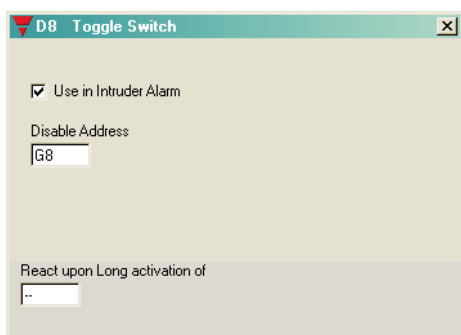 D8 Toggle Switch
Use in Intruder Alarm
Disable Address
G8
React upon Long activation of
--